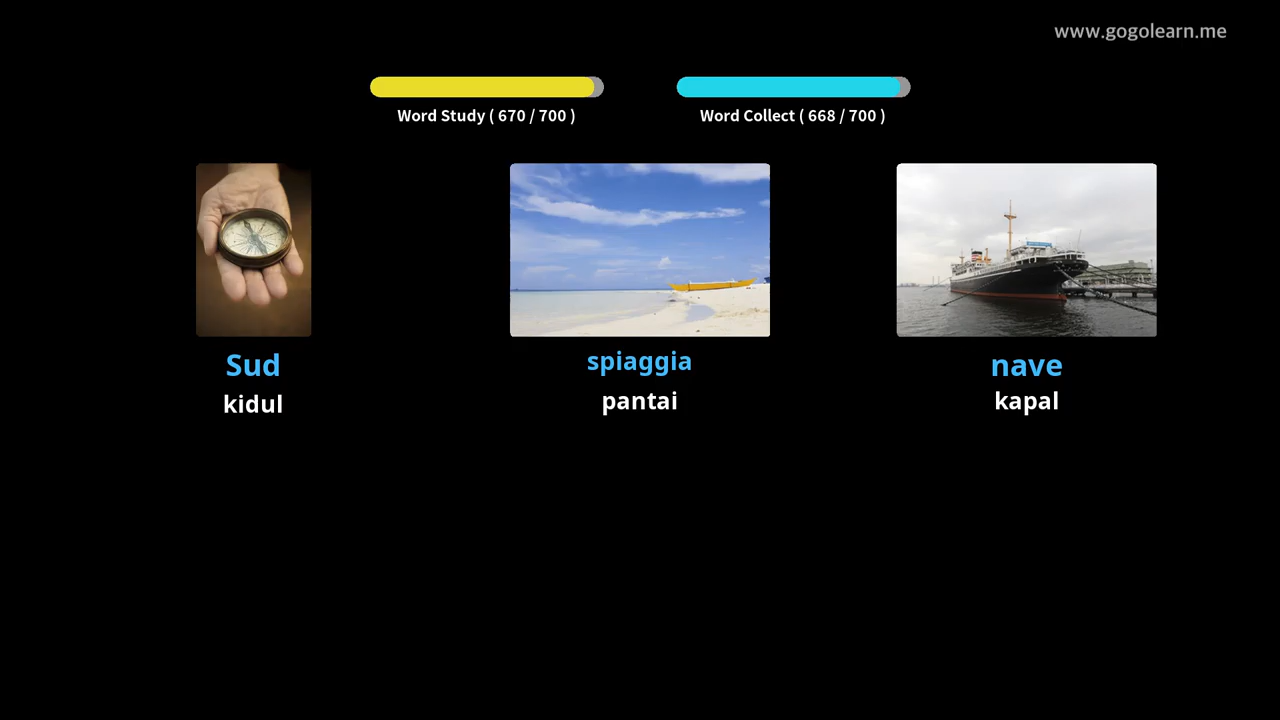 www.gogolearn.me
Word Study ( 670 / 700 )
Word Collect ( 668 / 700 )
Sud
kidul
spiaggia
pantai
nave
kapal